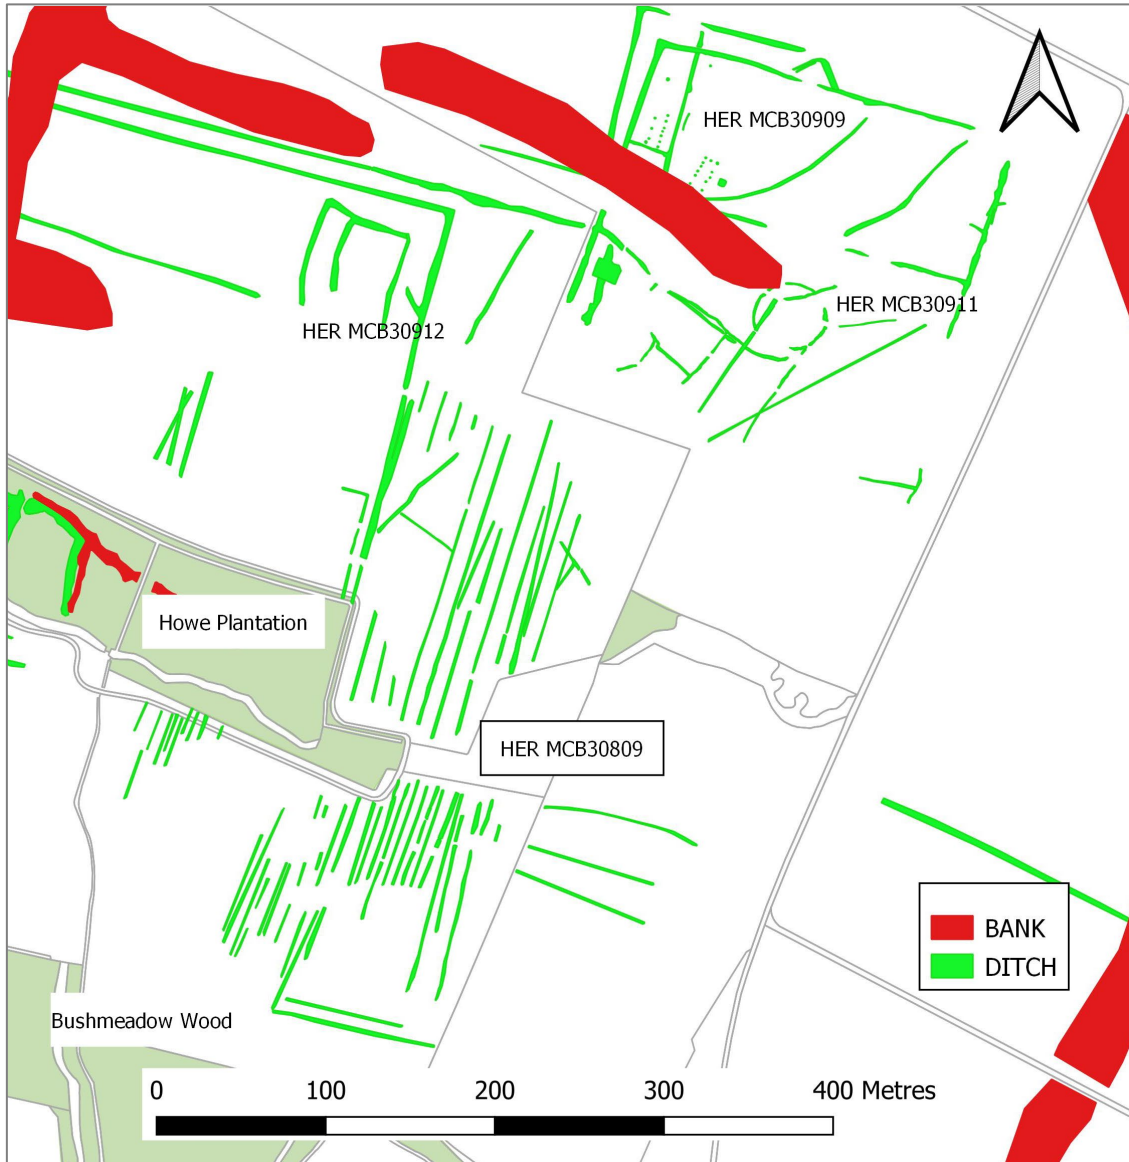 HER MCB30909
HER MCB30911
HER MCB30912
Howe Plantation
HER MCB30809
BANK
DITCH
Bushmeadow Wood
0 100 200 300 400 Metres